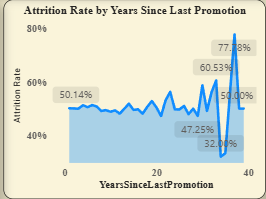 Attrition Rate by Years Since Last Promotion
80%
77.78%
60.53%
60%
50.14%
50.00%
47.25%
40%
32.00%
Attrition Rate
0 20 40
YearsSinceLastPromotion